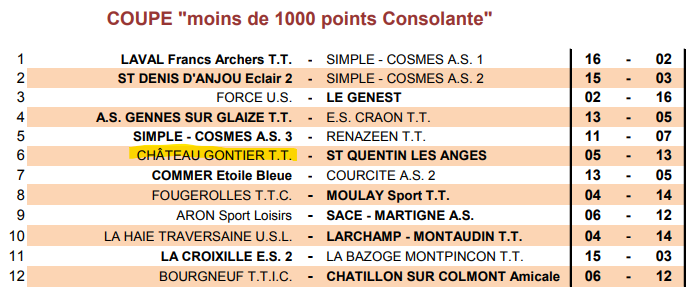 COUPE "moins de 1000 points Consolante"
1 LAVAL Francs Archers T.T. - SIMPLE - COSMES A.S. 1 16 - 02
2 ST DENIS D'ANJOU Eclair 2 - SIMPLE - COSMES A.S. 2 15 - 03
3 FORCE U.S. - LE GENEST 02 - 16
4 A.S. GENNES SUR GLAIZE T.T. - E.S. CRAON T.T. 13 - 05
5 SIMPLE - COSMES A.S. 3 - RENAZEEN T.T. 11 - 07
6 CHÂTEAU GONTIER T.T. - ST QUENTIN LES ANGES 05 - 13
7 COMMER Etoile Bleue - COURCITE A.S. 2 13 - 05
8 FOUGEROLLES T.T.C. - MOULAY Sport T.T. 04 - 14
9 ARON Sport Loisirs - SACE - MARTIGNE A.S. 06 - 12
10 LA HAIE TRAVERSAINE U.S.L. - LARCHAMP - MONTAUDIN T.T. 04 - 14
11 LA CROIXILLE E.S. 2 - LA BAZOGE MONTPINCON T.T. 15 - 03
12 BOURGNEUF T.T.I.C. - CHATILLON SUR COLMONT Amicale 06 - 12